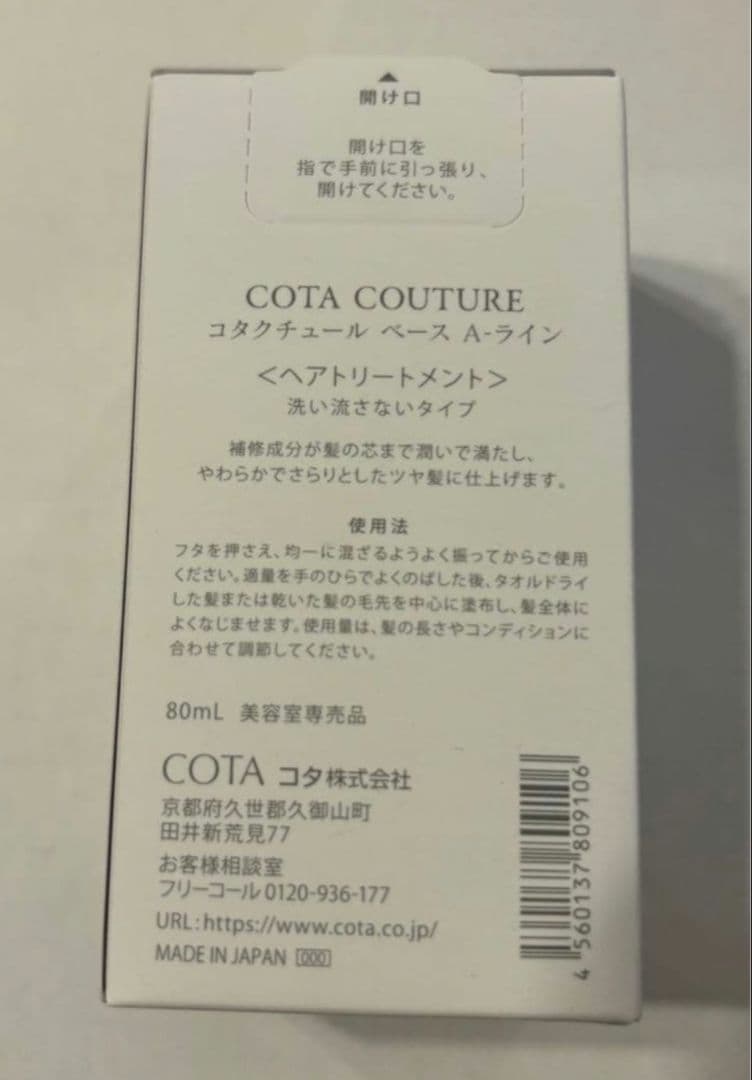 ▲
開け口
開け口を
指で手前に引っ張り、
開けてください。
COTA COUTURE
コタクチュール ベース A-ライン
<ヘアトリートメント>
洗い流さないタイプ
補修成分が髪の芯まで潤いで満たし、
やわらかでさらりとしたツヤ髪に仕上げます。
使用法
フタを押さえ、均一に混ざるようよく振ってからご使用
ください。適量を手のひらでよくのばした後、タオルドライ
した髪または乾いた髪の毛先を中心に塗布し、髪全体に
よくなじませます。使用量は、髪の長さやコンディションに
合わせて調節してください。
80mL 美容室専売品
COTA コタ株式会社
京都府久世郡久御山町
田井新荒見77
お客様相談室
フリーコール 0120-936-177
URL:https://www.cota.co.jp/
MADE IN JAPAN 000
4 560137 809106